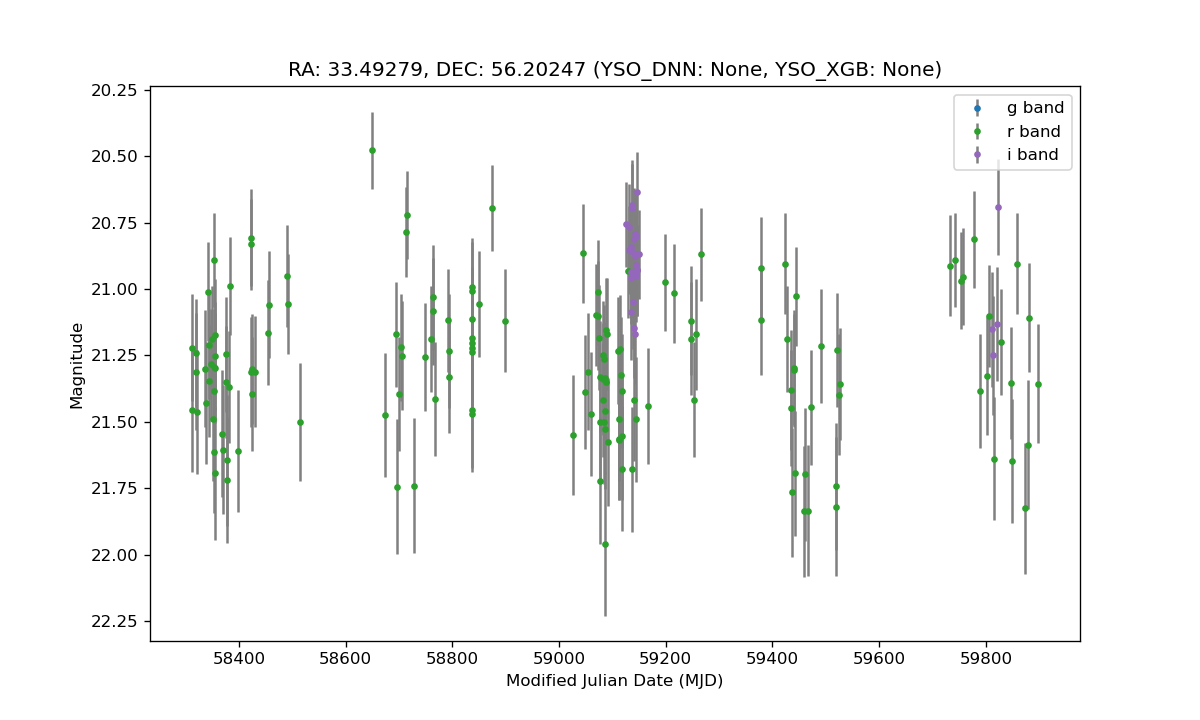 RA: 33.49279, DEC: 56.20247 (YSO_DNN: None, YSO_XGB: None)
20.25
20.50
20.75
21.00
21.25
21.50
21.75
22.00
22.25
Magnitude
g band
r band
i band
58400
58600
58800
59000
59200
59400
59600
59800
Modified Julian Date (MJD)